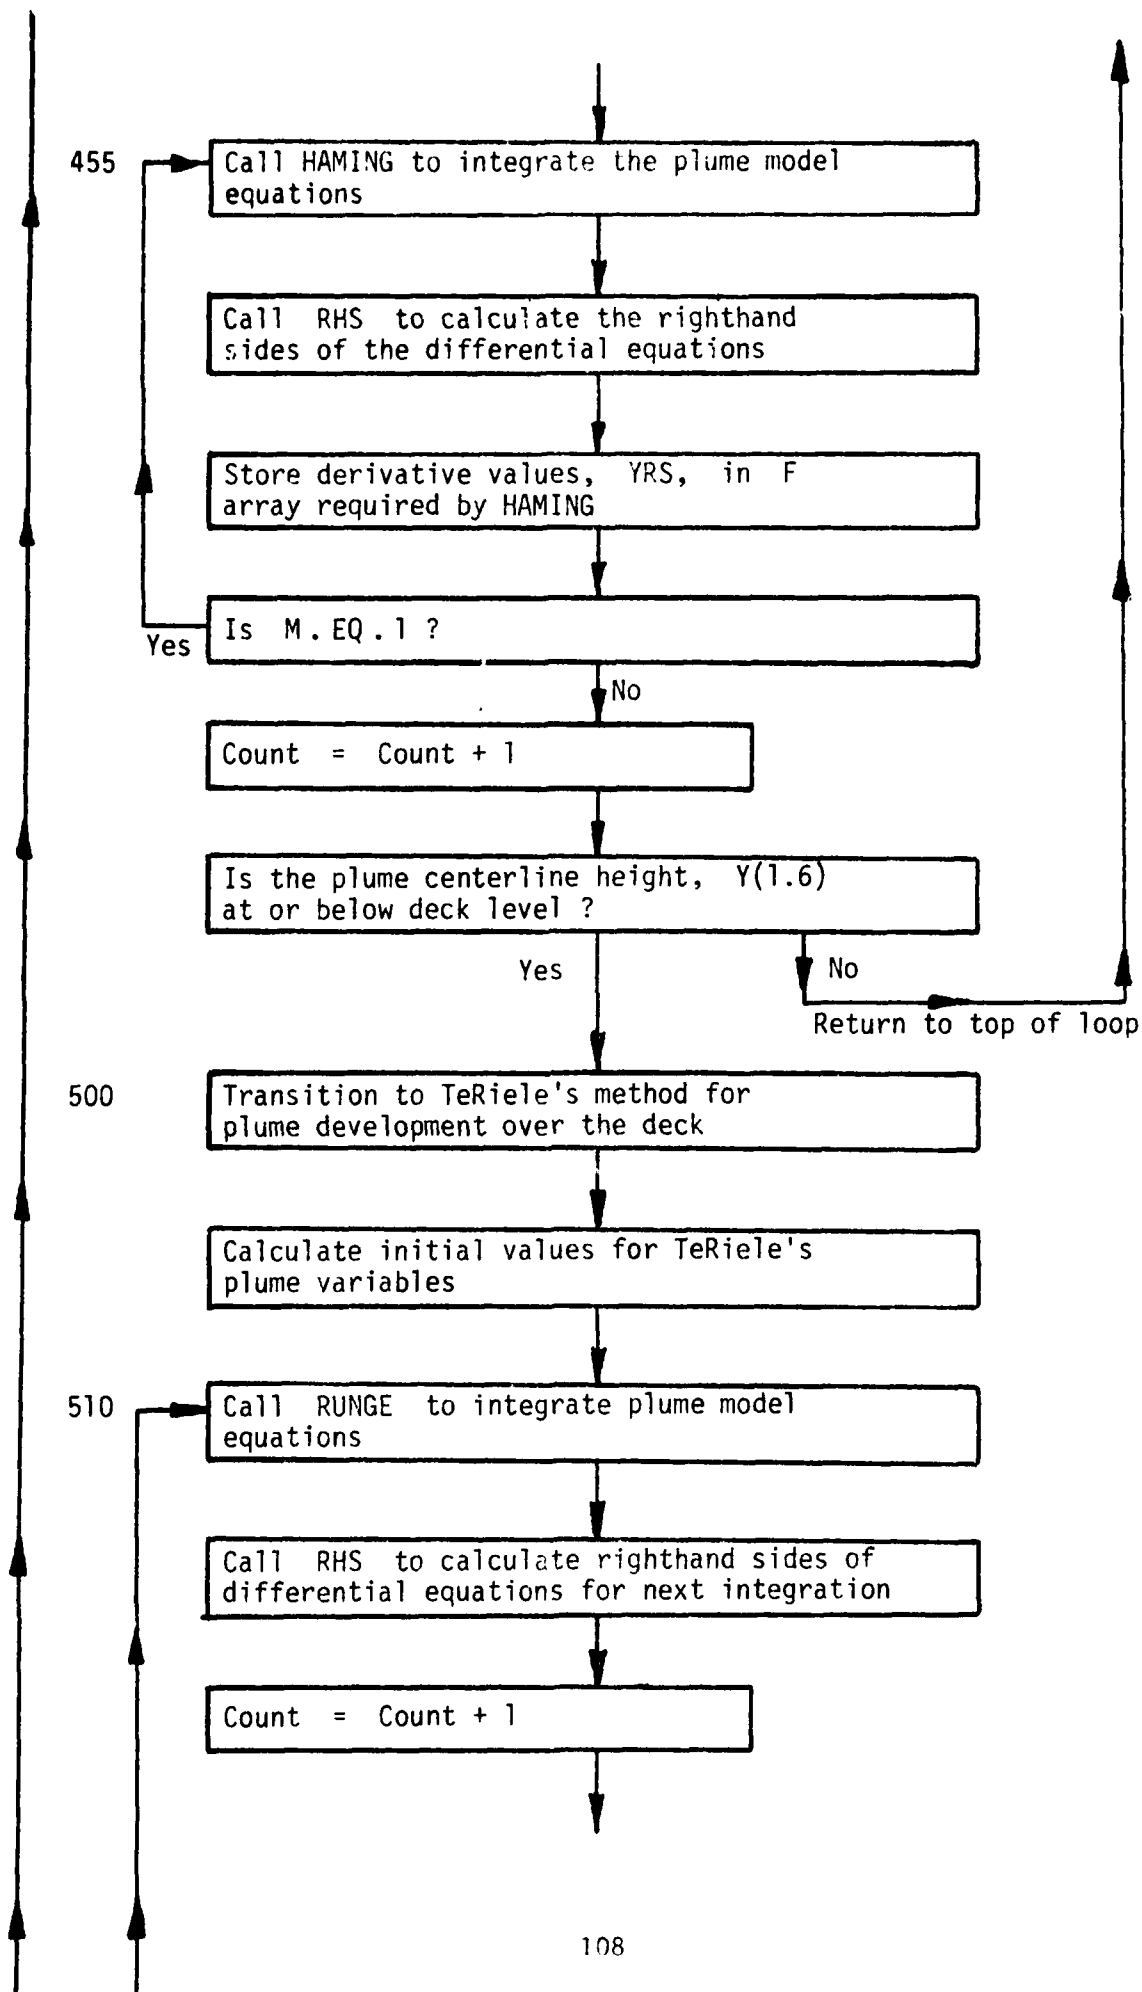 455
Call HAMING to integrate the plume model
equations
Call RHS to calculate the righthand
sides of the differential equations
Store derivative values, YRS, in F
array required by HAMING
Is M.EQ.1 ?
Yes
No
Count = Count + 1
Is the plume centerline height, Y(1.6)
at or below deck level ?
Yes
No
Return to top of loop
500
Transition to TeRiele's method for
plume development over the deck
Calculate initial values for TeRiele's
plume variables
510
Call RUNGE to integrate plume model
equations
Call RHS to calculate righthand sides of
differential equations for next integration
Count = Count + 1
108